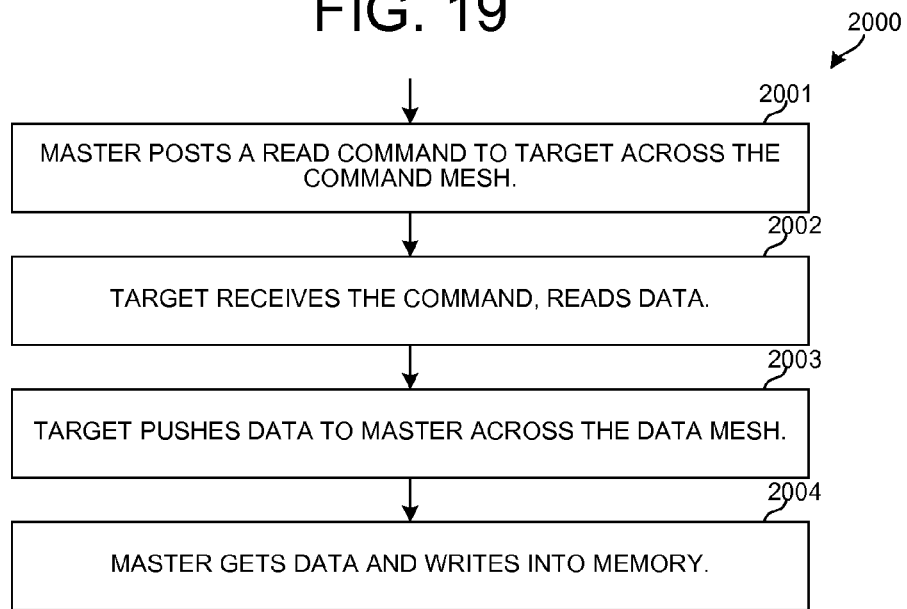 FIG. 19
2000
2001
MASTER POSTS A READ COMMAND TO TARGET ACROSS THE
COMMAND MESH.
2002
TARGET RECEIVES THE COMMAND, READS DATA.
2003
TARGET PUSHES DATA TO MASTER ACROSS THE DATA MESH.
2004
MASTER GETS DATA AND WRITES INTO MEMORY.